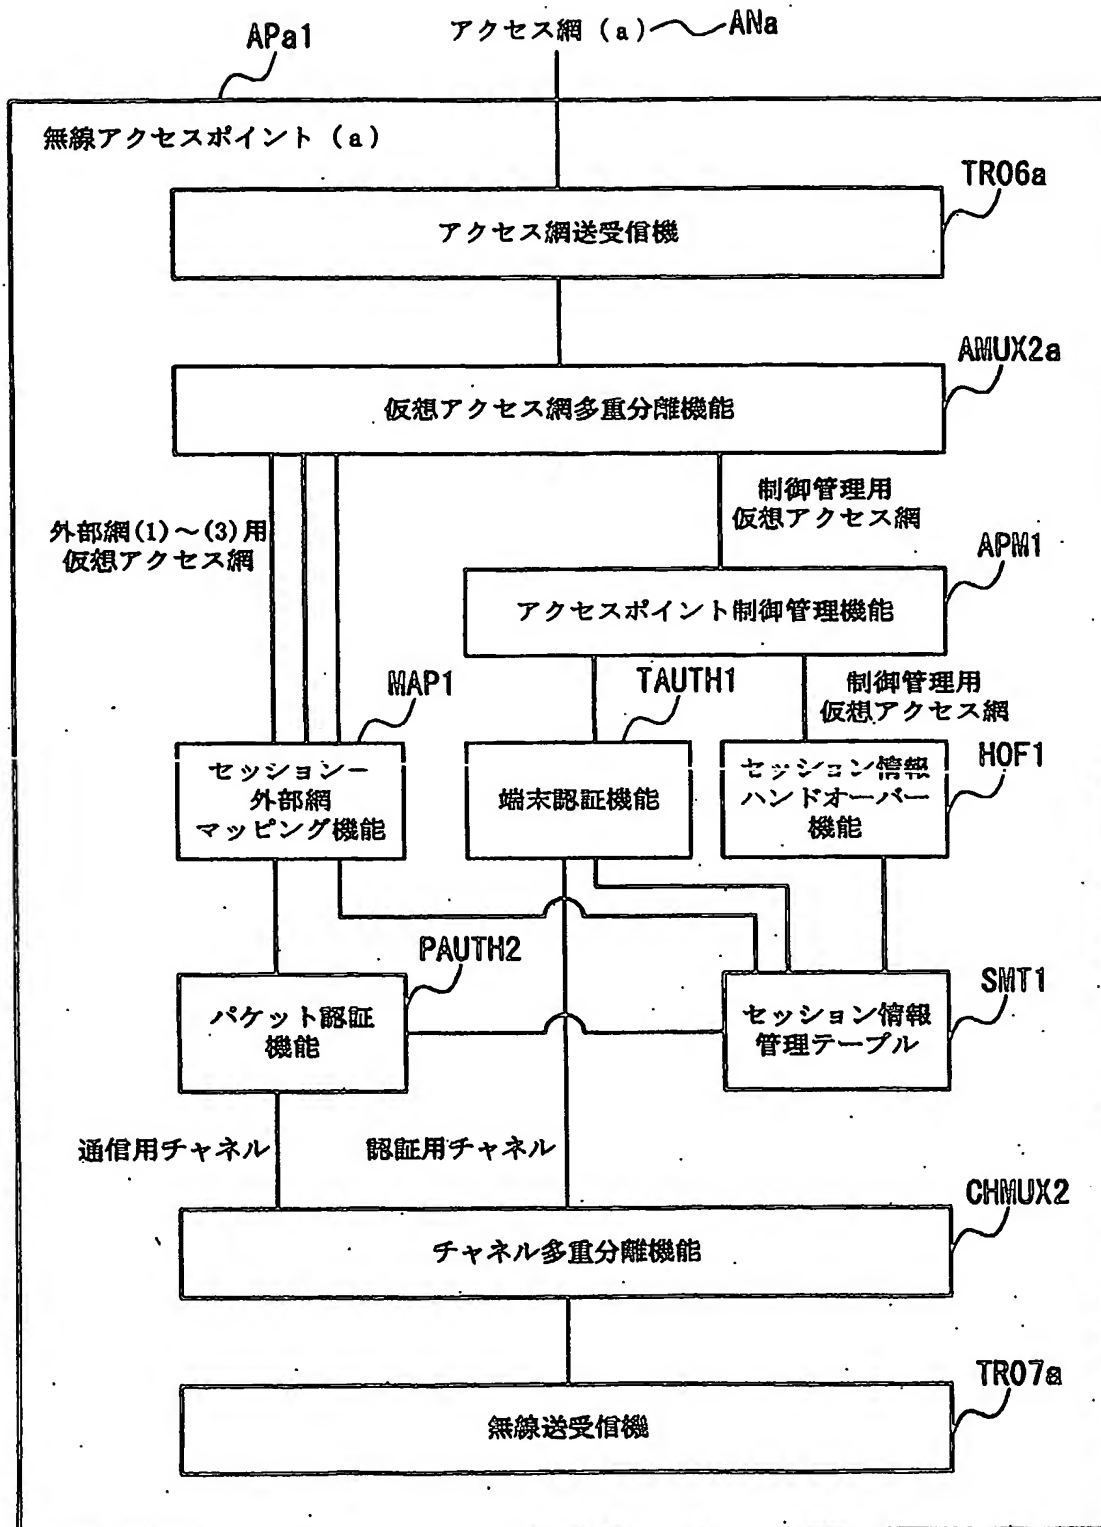 アクセス網(a)
ANa
APa1
無線アクセスポイント(a)
TR06a
アクセス網送受信機
AMUX2a
仮想アクセス網多重分離機能
外部網(1)〜(3)用
仮想アクセス網
制御管理用
仮想アクセス網
APM1
アクセスポイント制御管理機能
MAP1
TAUTH1
制御管理用
仮想アクセス網
HOF1
セッションー
外部網
マッピング機能
端末認証機能
セッション情報
ハンドオーバー
機能
PAUTH2
SMT1
パケット認証
機能
セッション情報
管理テーブル
通信用チャネル
認証用チャネル
CHMUX2
チャネル多重分離機能
TR07a
無線送受信機